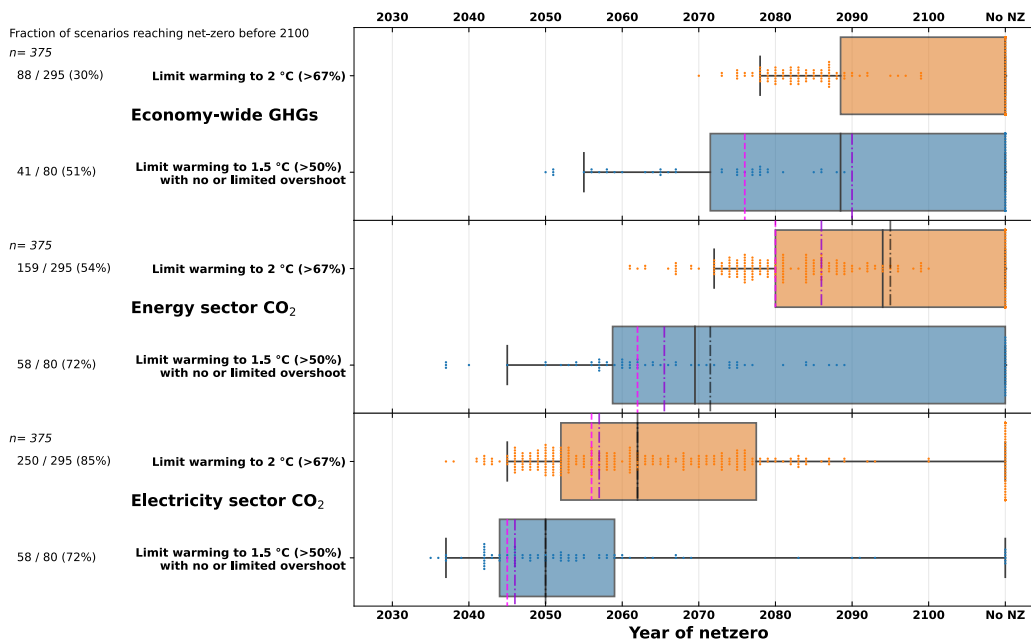 2030 2040 2050 2060 2070 2080 2090 2100 No NZ
Fraction of scenarios reaching net-zero before 2100
n= 375
88 / 295 (30%) Limit warming to 2 °C (>67%)
Economy-wide GHGs
41 / 80 (51%) Limit warming to 1.5 °C (>50%)
with no or limited overshoot
n= 375
159 / 295 (54%) Limit warming to 2 °C (>67%)
Energy sector CO₂
58 / 80 (72%) Limit warming to 1.5 °C (>50%)
with no or limited overshoot
n= 375
250 / 295 (85%) Limit warming to 2 °C (>67%)
Electricity sector CO₂
58 / 80 (72%) Limit warming to 1.5 °C (>50%)
with no or limited overshoot
2030 2040 2050 2060 2070 2080 2090 2100 No NZ
Year of netzero